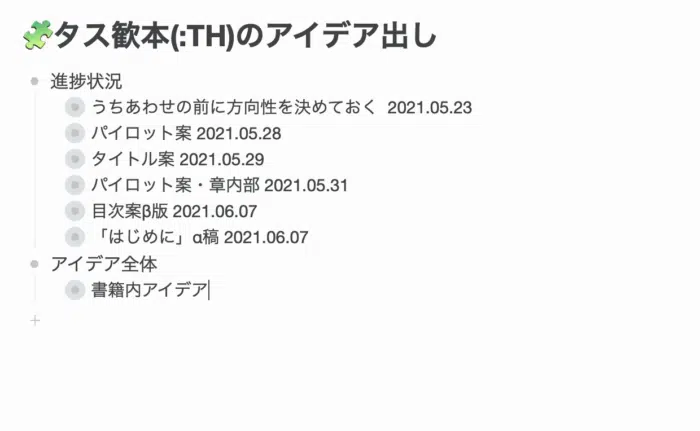 🧩タス歓本(:TH)のアイデア出し
進捗状況
うちあわせの前に方向性を決めておく 2021.05.23
パイロット案 2021.05.28
タイトル案 2021.05.29
パイロット案・章内部 2021.05.31
目次案β版 2021.06.07
「はじめに」α稿 2021.06.07
アイデア全体
書籍内アイデア